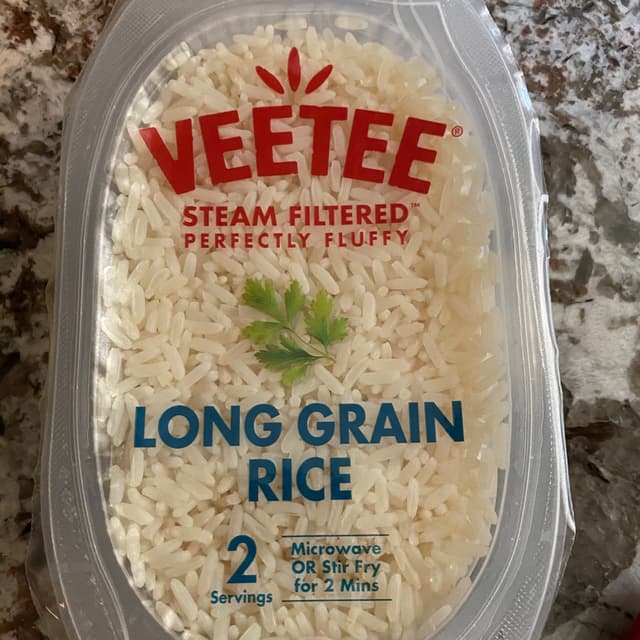 VEETEE®
STEAM FILTERED™
PERFECTLY FLUFFY
LONG GRAIN
RICE
2
Servings
Microwave
OR Stir Fry
for 2 Mins